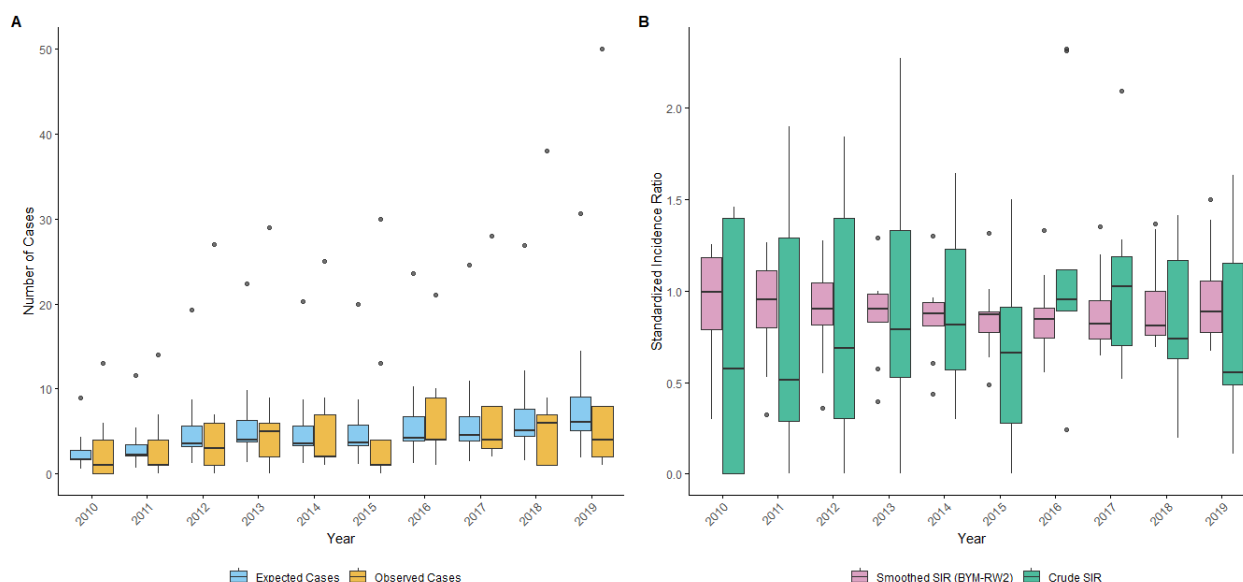 A
Number of Cases
50
40
30
20
10
0
2010 2011 2012 2013 2014 2015 2016 2017 2018 2019
Year
Expected Cases Observed Cases
B
Standardized Incidence Ratio
2.0
1.5
1.0
0.5
0.0
2010 2011 2012 2013 2014 2015 2016 2017 2018 2019
Year
Smoothed SIR (BYM-RW2) Crude SIR